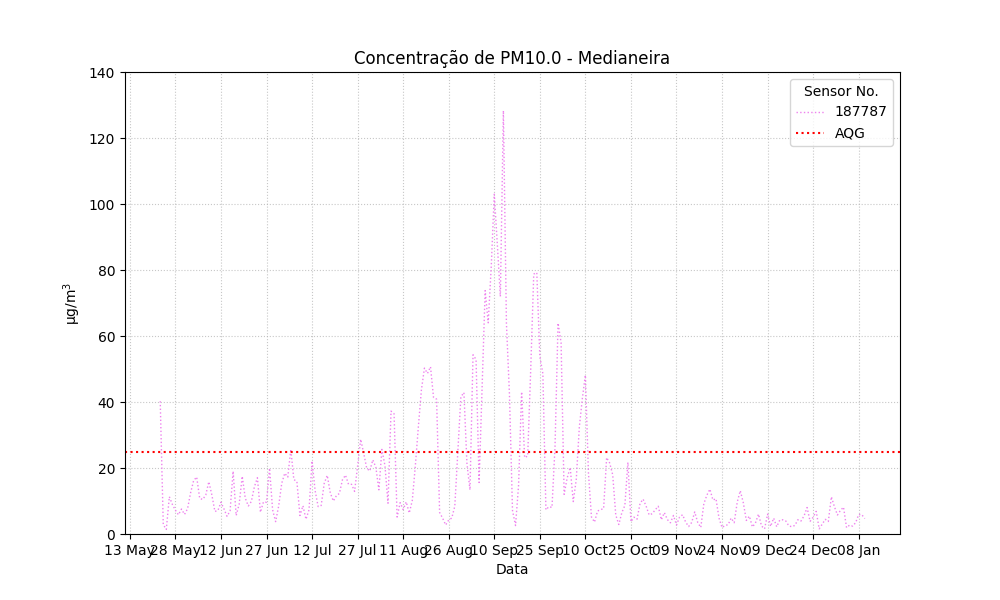 Concentração de PM10.0 - Medianeira
140
120
100
80
60
40
20
0
µg/m³
Sensor No.
187787
AQG
13 May 28 May 12 Jun 27 Jun 12 Jul 27 Jul 11 Aug 26 Aug 10 Sep 25 Sep 10 Oct 25 Oct 09 Nov 24 Nov 09 Dec 24 Dec 08 Jan
Data